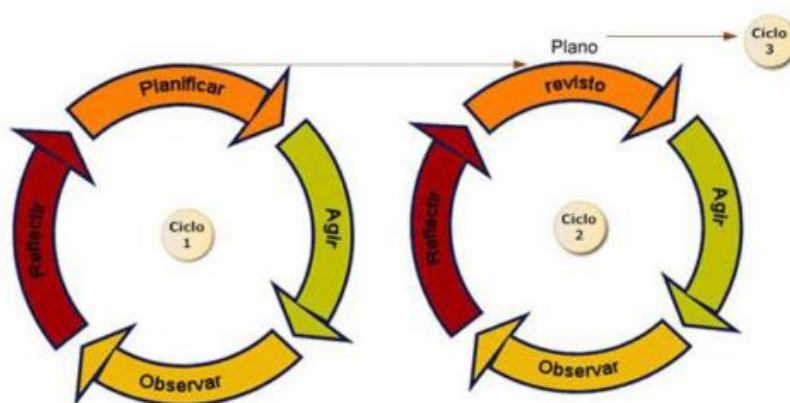 Planificar
Agir
Observar
Reflectir
Ciclo
1
Plano
revisto
Agir
Observar
Reflectir
Ciclo
2
Ciclo
3